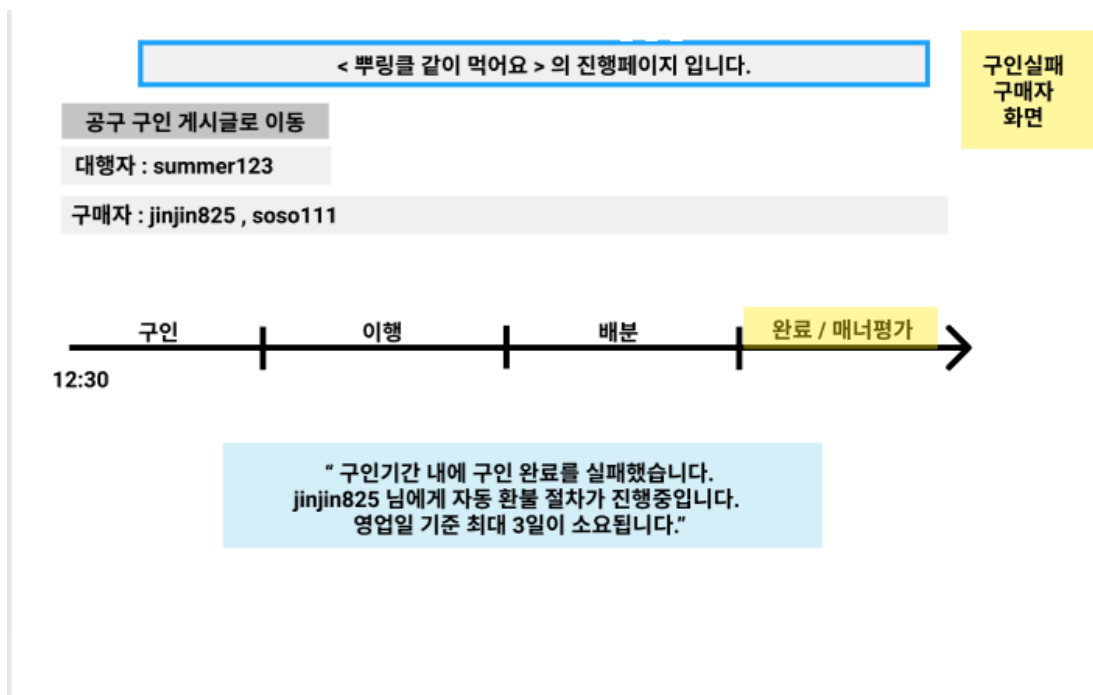 < 뿌링클 같이 먹어요 > 의 진행페이지 입니다.
구인실패
구매자
화면
공구 구인 게시글로 이동
대행자 : summer123
구매자 : jinjin825 , soso111
구인
이행
배분
완료 / 매너평가
12:30
“ 구인기간 내에 구인 완료를 실패했습니다.
jinjin825 님에게 자동 환불 절차가 진행중입니다.
영업일 기준 최대 3일이 소요됩니다.”